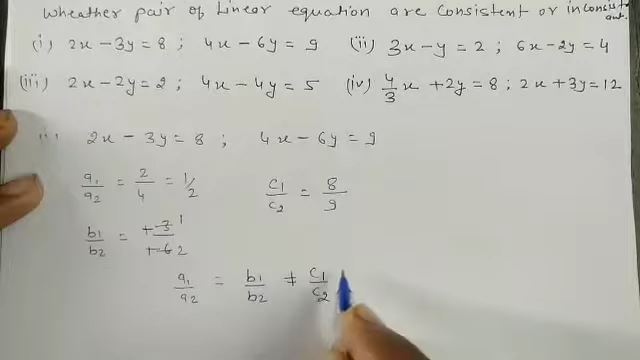 Wheather pair of Linear equation are Consistent or inconsistent.
(i) 2x - 3y = 8 ; 4x - 6y = 9 (ii) 3x - y = 2 ; 6x - 2y = 4
(iii) 2x - 2y = 2 ; 4x - 4y = 5 (iv) 4/3 x + 2y = 8 ; 2x + 3y = 12
2x - 3y = 8 ; 4x - 6y = 9
a₁/a₂ = 2/4 = 1/2 c₁/c₂ = 8/9
b₁/b₂ = +3 1/+6 2
a₁/a₂ = b₁/b₂ ≠ c₁/c₂